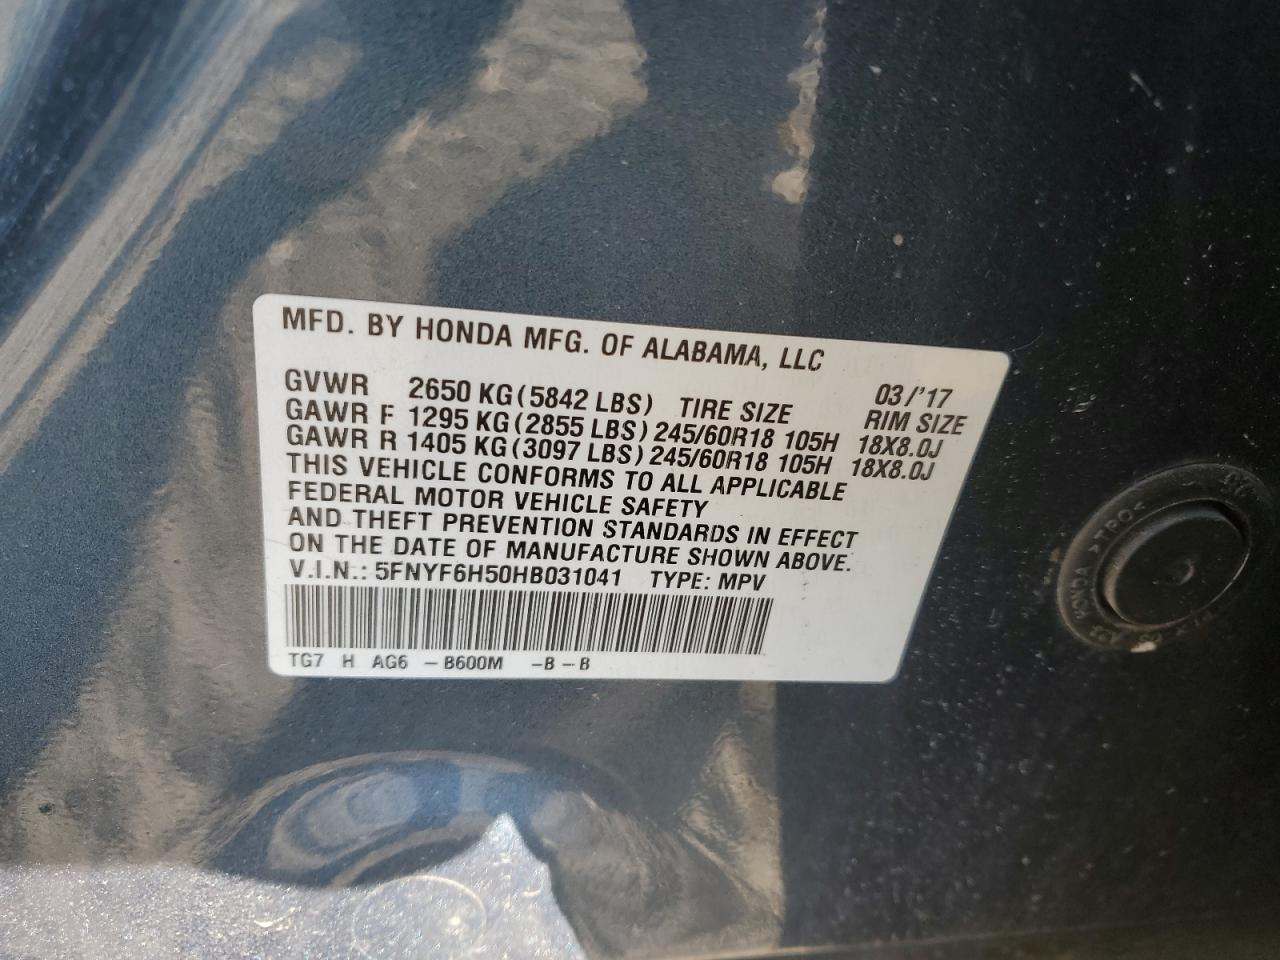 MFD. BY HONDA MFG. OF ALABAMA, LLC
03/'17
GVWR 2650 KG (5842 LBS) TIRE SIZE RIM SIZE
GAWR F 1295 KG (2855 LBS) 245/60R18 105H 18X8.0J
GAWR R 1405 KG (3097 LBS) 245/60R18 105H 18X8.0J
THIS VEHICLE CONFORMS TO ALL APPLICABLE
FEDERAL MOTOR VEHICLE SAFETY
AND THEFT PREVENTION STANDARDS IN EFFECT
ON THE DATE OF MANUFACTURE SHOWN ABOVE.
V.I.N.: 5FNYF6H50HB031041 TYPE: MPV
TG7 H AG6 -B600M -B-B
HONDA >TPO<